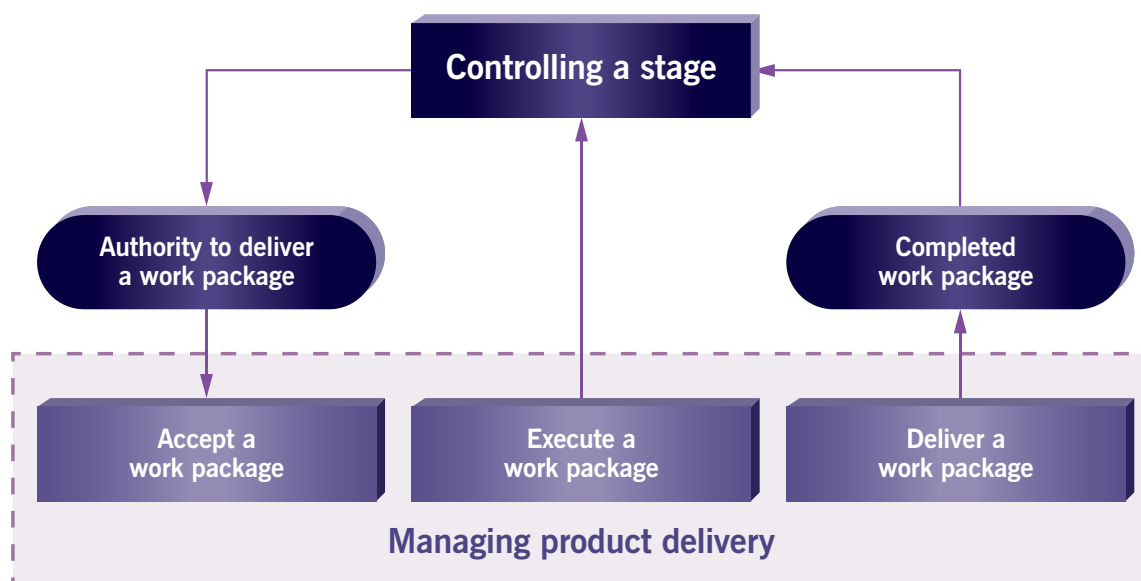 Controlling a stage
Authority to deliver
a work package
Completed
work package
Accept a
work package
Execute a
work package
Deliver a
work package
Managing product delivery